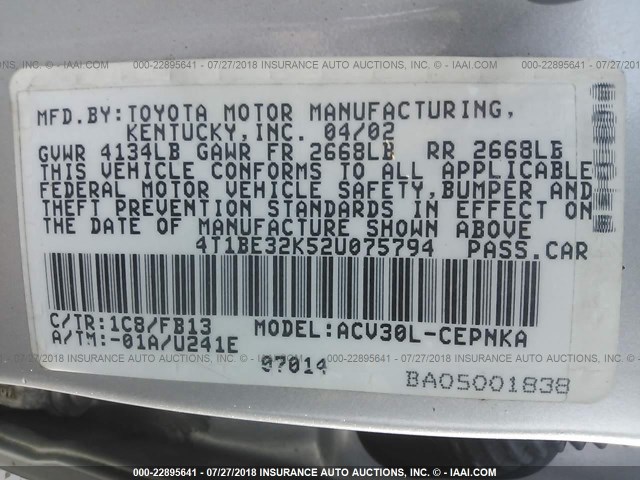 000-22895641 / 07/27/2018 INSURANCE AUTO AUCTIONS, INC. - © IAAI.COM
MFD.BY:TOYOTA MOTOR MANUFACTURING,
KENTUCKY,INC. 04/02
GVWR 4134LB GAWR FR 2668LB RR 2668LB
THIS VEHICLE CONFORMS TO ALL APPLICABLE
FEDERAL MOTOR VEHICLE SAFETY,BUMPER AND
THEFT PREVENTION STANDARDS IN EFFECT ON
THE DATE OF MANUFACTURE SHOWN ABOVE
4T1BE32K52U075794 PASS.CAR
C/TR:1C8/FB13 MODEL:ACV30L-CEPNKA
A/TM:-01A/U241E
07014
BA05001838
000-22895641 / 07/27/2018 INSURANCE AUTO AUCTIONS, INC. - © IAAI.COM